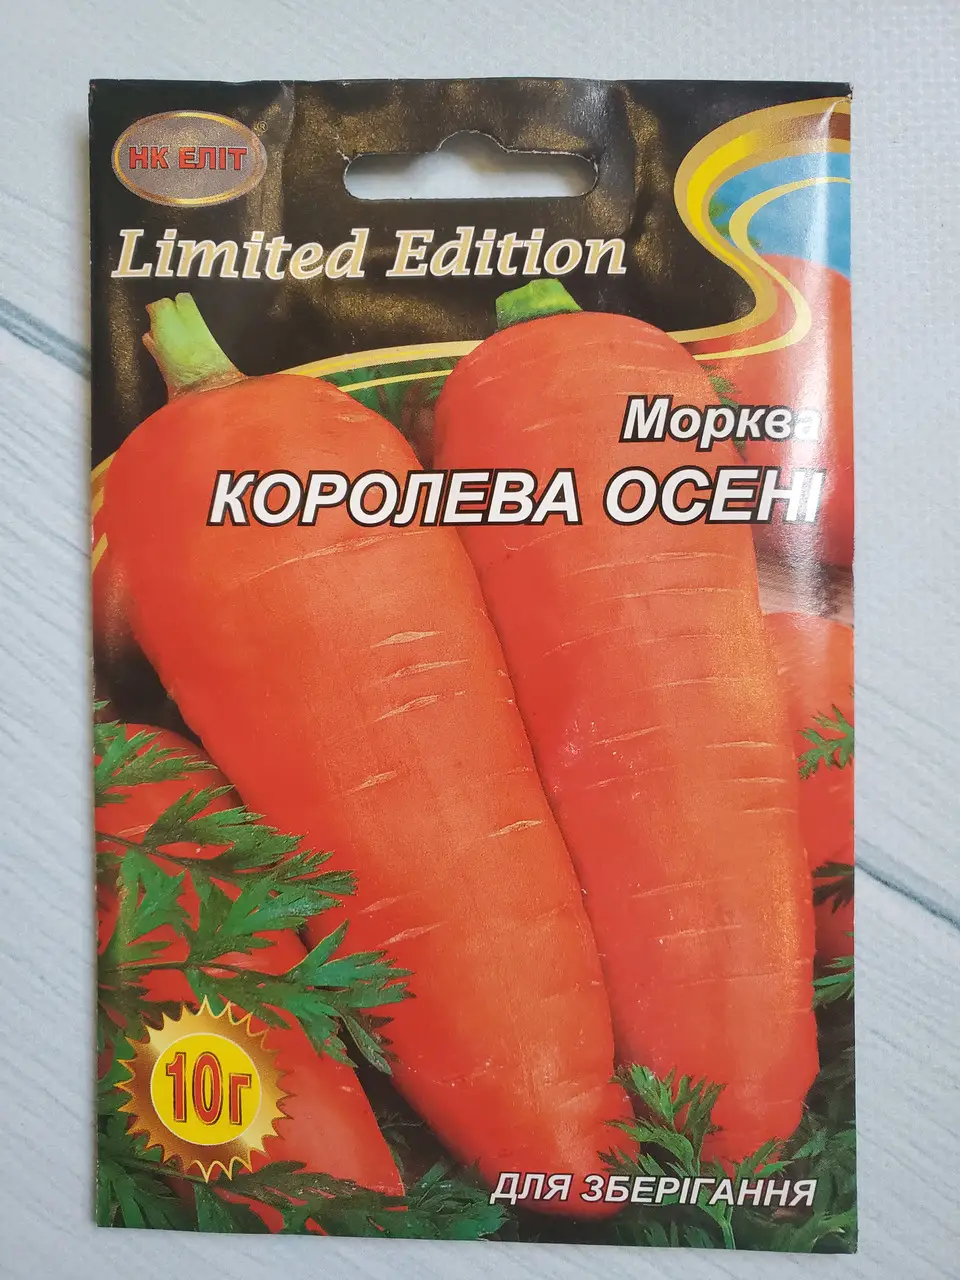 НК ЕЛІТ
Limited Edition
Морква
КОРОЛЕВА ОСЕНІ
10г
ДЛЯ ЗБЕРІГАННЯ